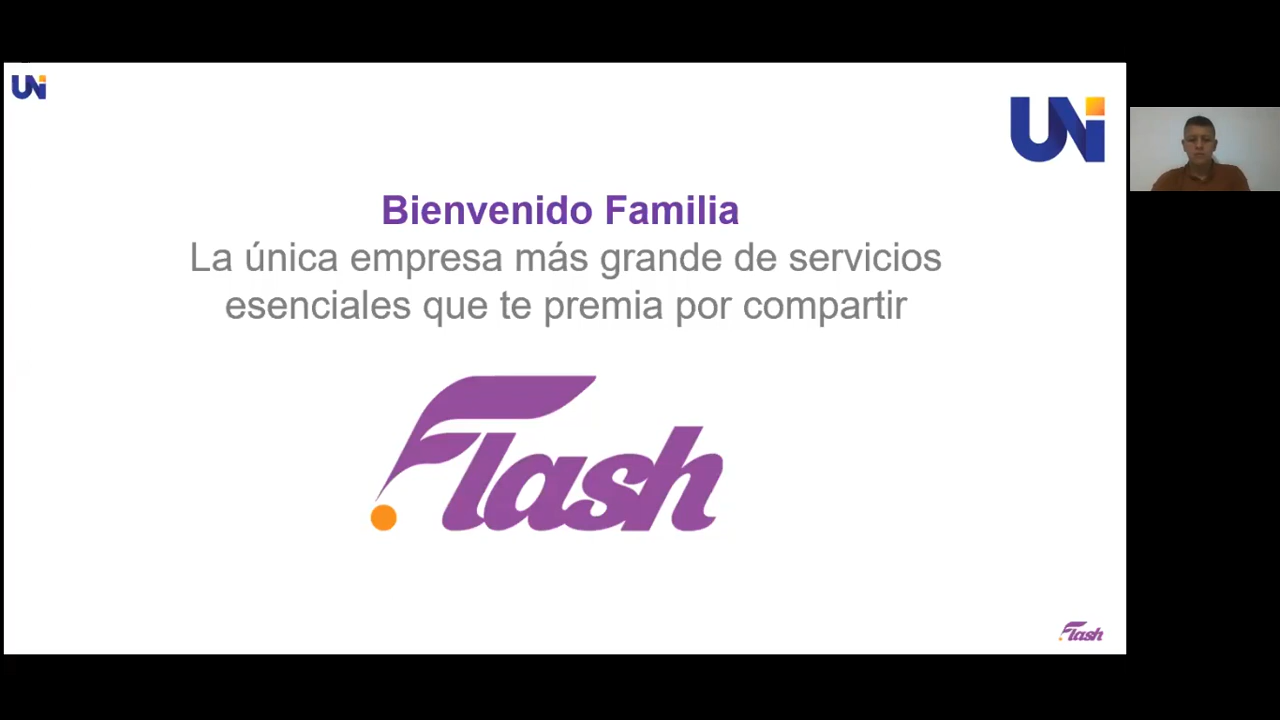 UNi
UNi
Bienvenido Familia
La única empresa más grande de servicios
esenciales que te premia por compartir
Flash
Flash